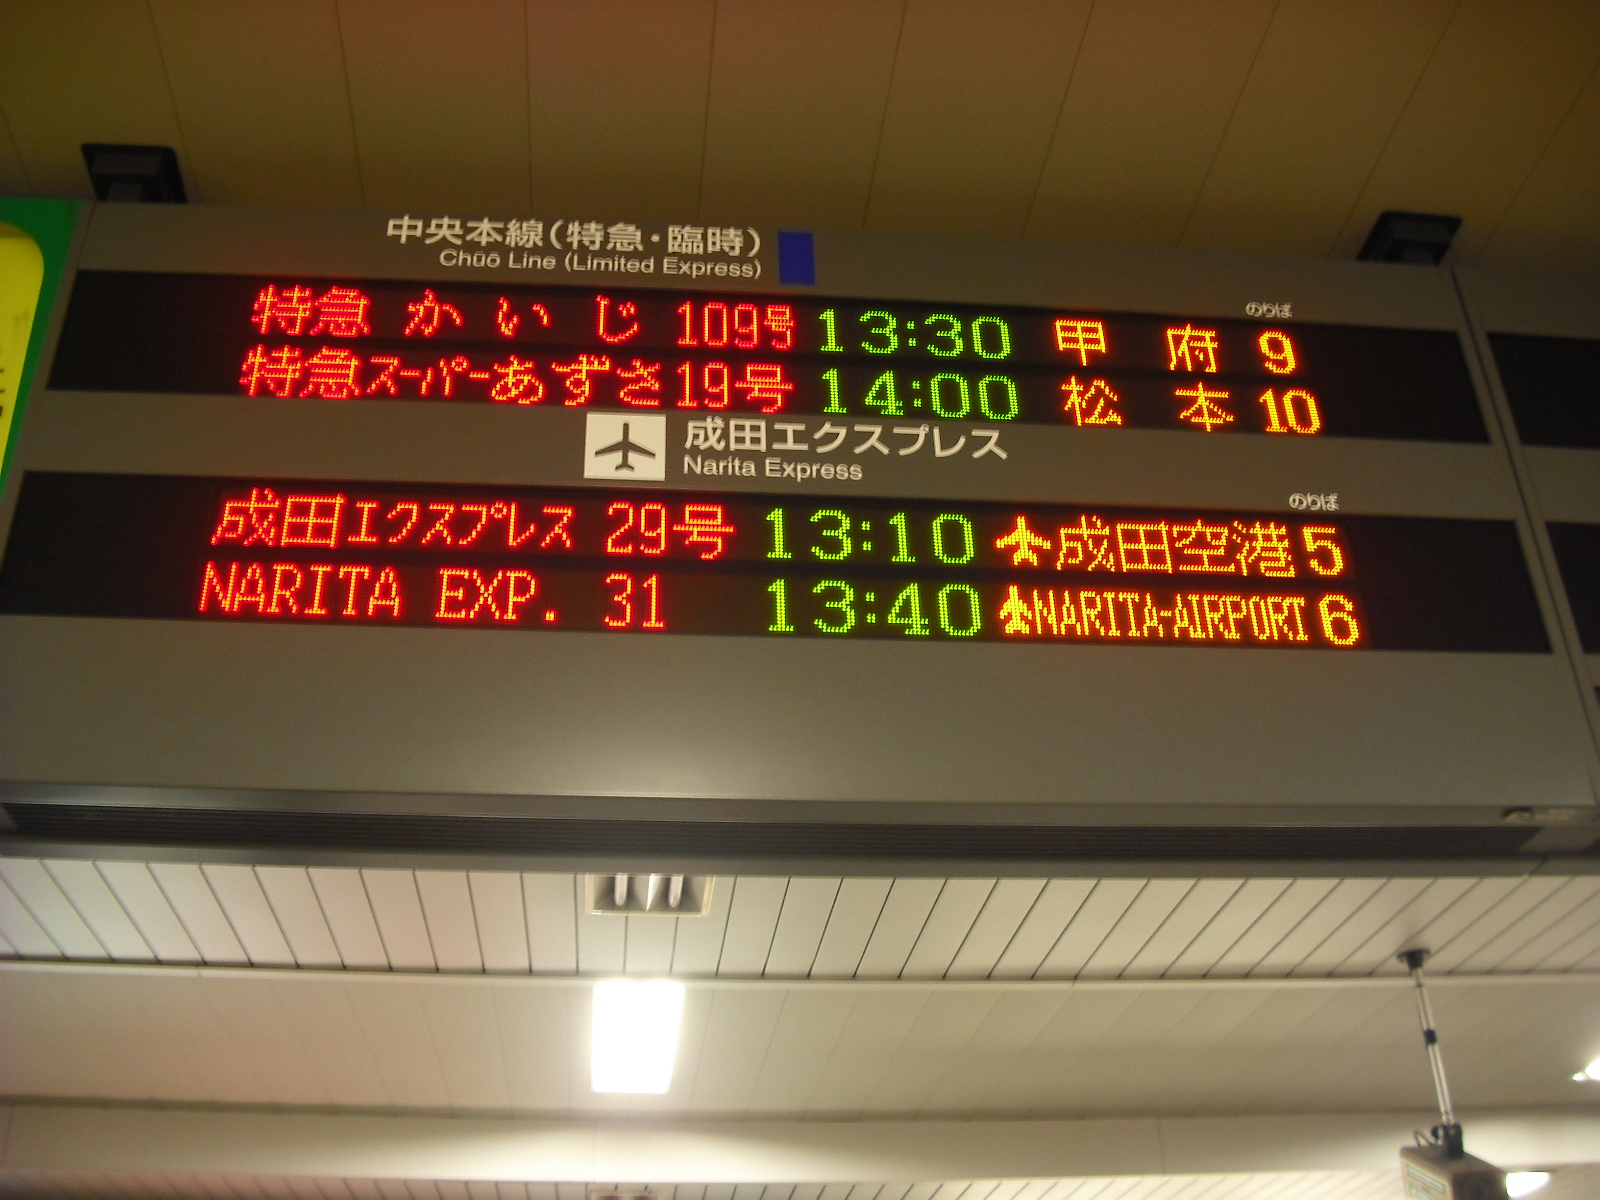 中央本線(特急・臨時)
Chūō Line (Limited Express)
のりば
特急 かいじ 109号 13:30 甲府 9
特急スーパーあずさ19号 14:00 松本 10
成田エクスプレス
Narita Express
のりば
成田エクスプレス 29号 13:10 成田空港 5
NARITA EXP. 31 13:40 NARITA-AIRPORT 6